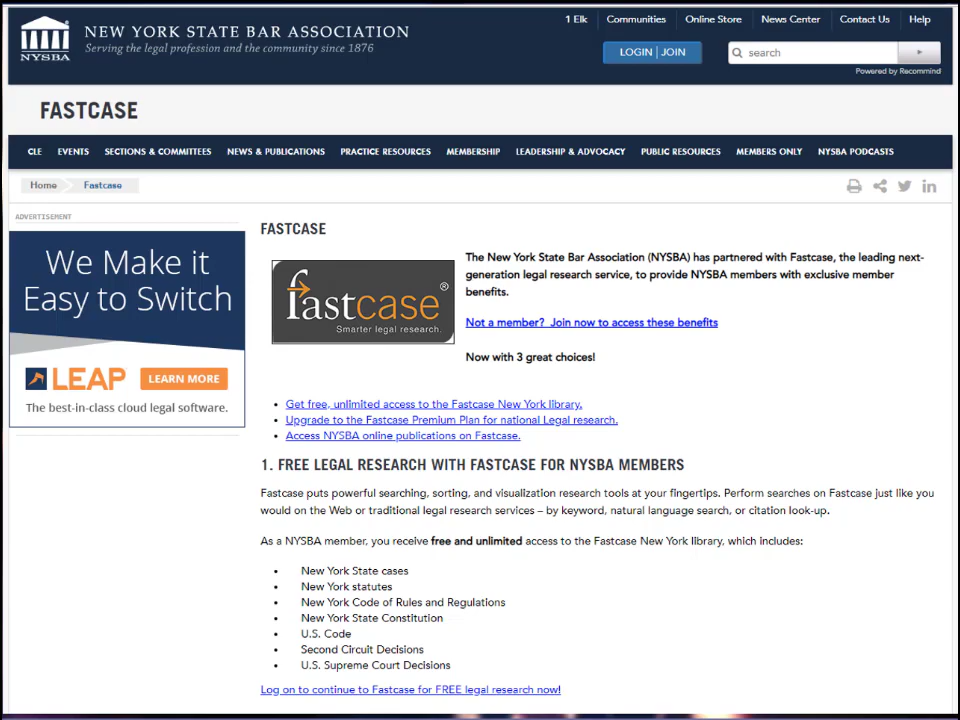 NEW YORK STATE BAR ASSOCIATION
Serving the legal profession and the community since 1876
NYSBA
1 Elk
Communities
Online Store
News Center
Contact Us
Help
LOGIN | JOIN
search
Powered by Recommind
FASTCASE
CLE EVENTS SECTIONS & COMMITTEES NEWS & PUBLICATIONS PRACTICE RESOURCES MEMBERSHIP LEADERSHIP & ADVOCACY PUBLIC RESOURCES MEMBERS ONLY NYSBA PODCASTS
Home Fastcase
ADVERTISEMENT
We Make it
Easy to Switch
LEAP
LEARN MORE
The best-in-class cloud legal software.
FASTCASE
fastcase®
Smarter legal research.
The New York State Bar Association (NYSBA) has partnered with Fastcase, the leading next-
generation legal research service, to provide NYSBA members with exclusive member
benefits.
Not a member? Join now to access these benefits
Now with 3 great choices!
• Get free, unlimited access to the Fastcase New York library.
• Upgrade to the Fastcase Premium Plan for national Legal research.
• Access NYSBA online publications on Fastcase.
1. FREE LEGAL RESEARCH WITH FASTCASE FOR NYSBA MEMBERS
Fastcase puts powerful searching, sorting, and visualization research tools at your fingertips. Perform searches on Fastcase just like you
would on the Web or traditional legal research services – by keyword, natural language search, or citation look-up.
As a NYSBA member, you receive free and unlimited access to the Fastcase New York library, which includes:
• New York State cases
• New York statutes
• New York Code of Rules and Regulations
• New York State Constitution
• U.S. Code
• Second Circuit Decisions
• U.S. Supreme Court Decisions
Log on to continue to Fastcase for FREE legal research now!